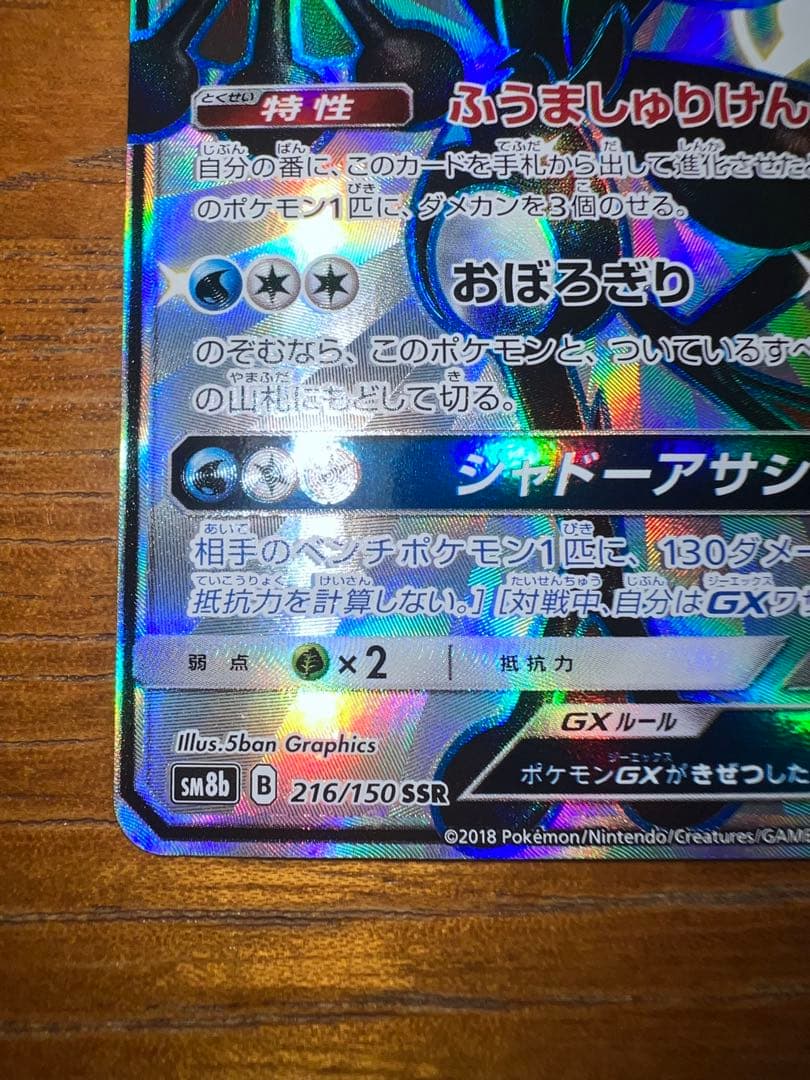 とくせい
特性 ふうましゅりけん
じぶん ばん てふだ だ しんか
自分の番に、このカードを手札から出して進化させた
びき こ
のポケモン1匹に、ダメカンを3個のせる。
おぼろぎり
のぞむなら、このポケモンと、ついているすべ
やまふだ き
の山札にもどして切る。
シャドーアサシ
あいて びき
相手のベンチポケモン1匹に、130ダメー
ていこうりょく けいさん たいせんちゅう じぶん ジーエックス
抵抗力を計算しない。] [対戦中、自分はGXワ
弱点 ×2 抵抗力
GXルール
Illus.5ban Graphics
ジーエックス
ポケモンGXがきぜつした
SM8b B 216/150 SSR
©2018 Pokémon/Nintendo/Creatures/GAME